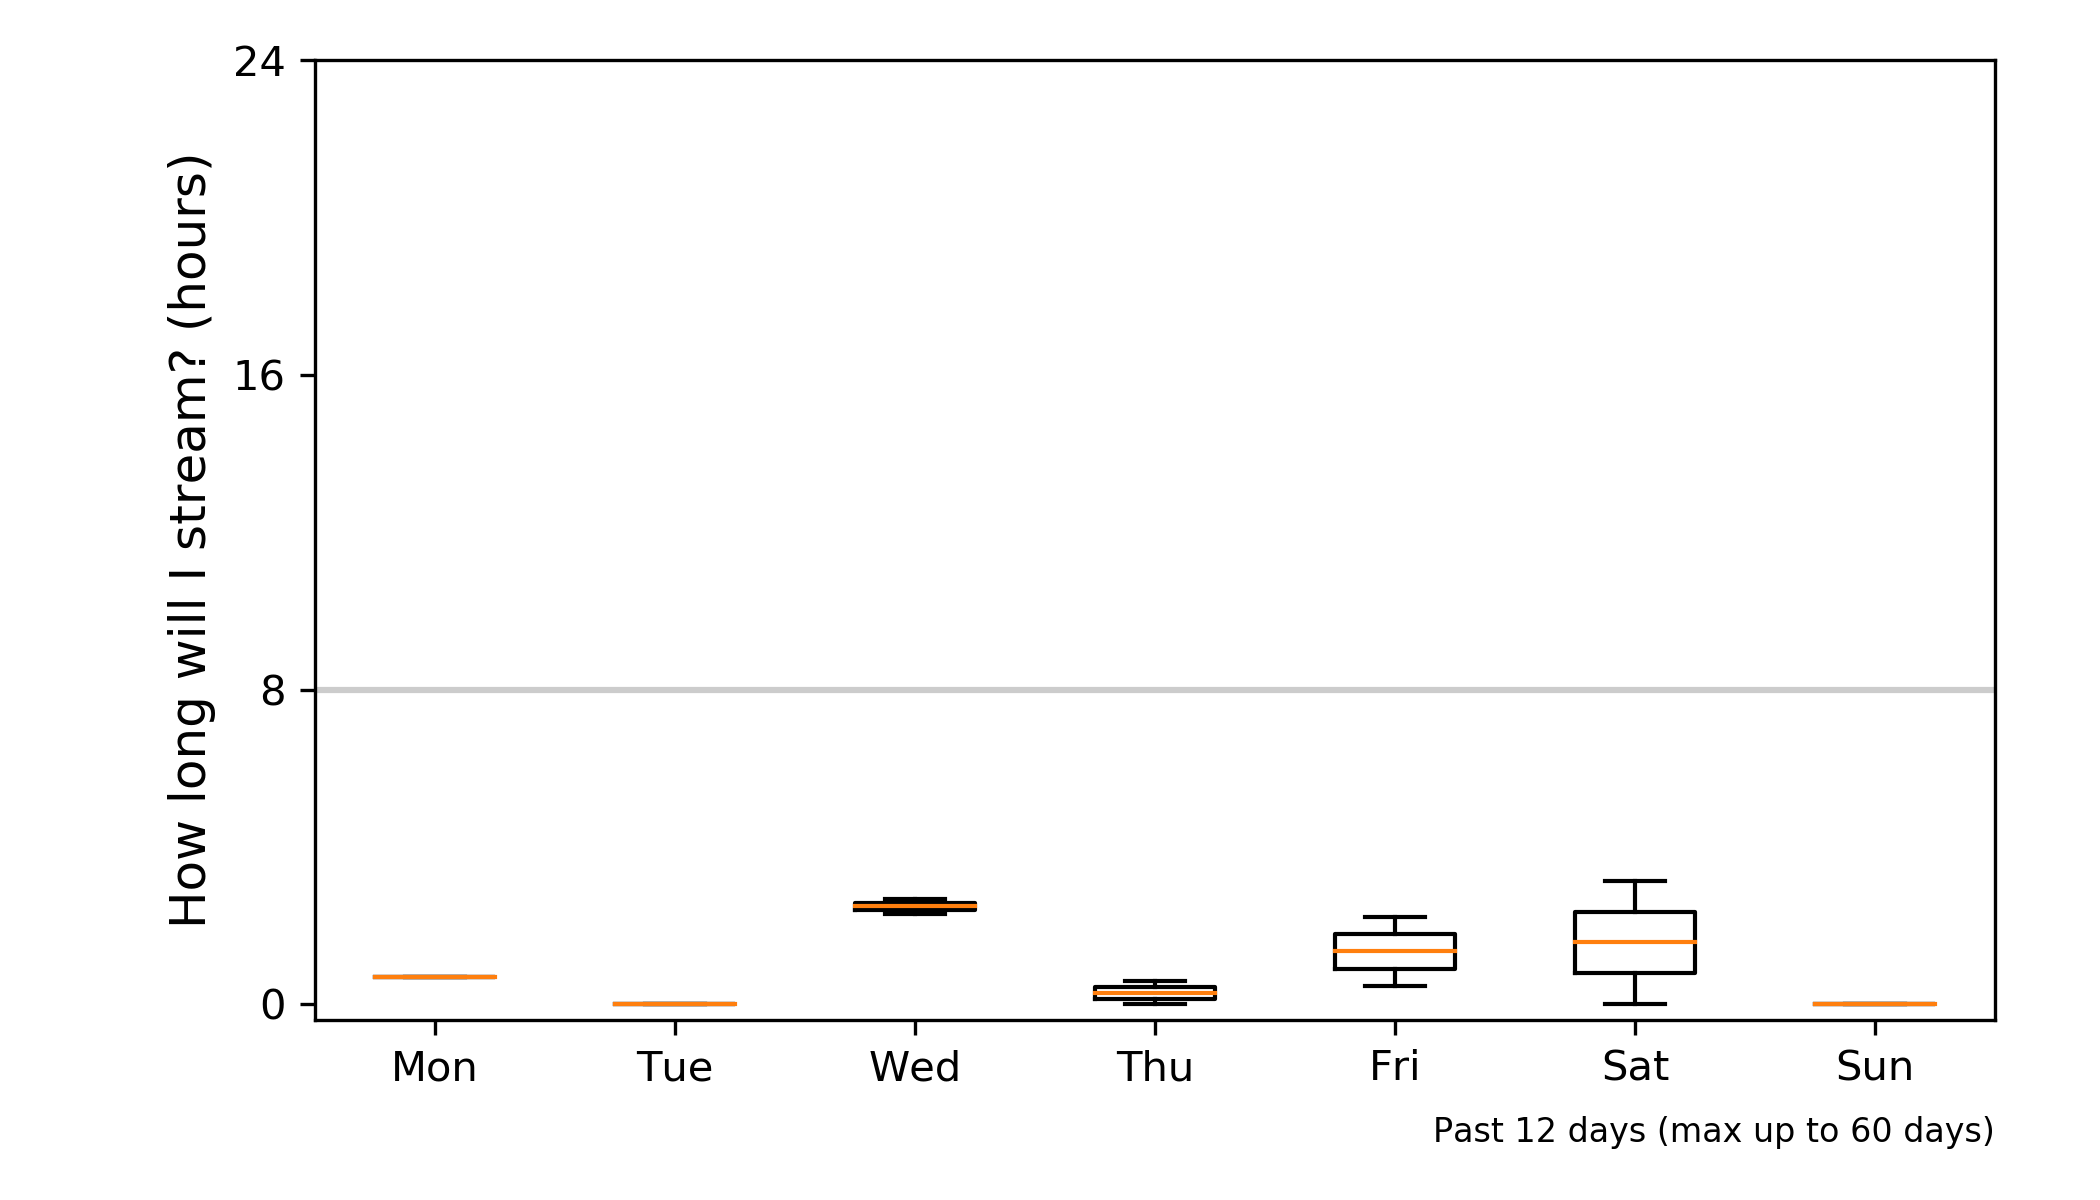 How long will I stream? (hours)
24
16
8
0
Mon Tue Wed Thu Fri Sat Sun
Past 12 days (max up to 60 days)